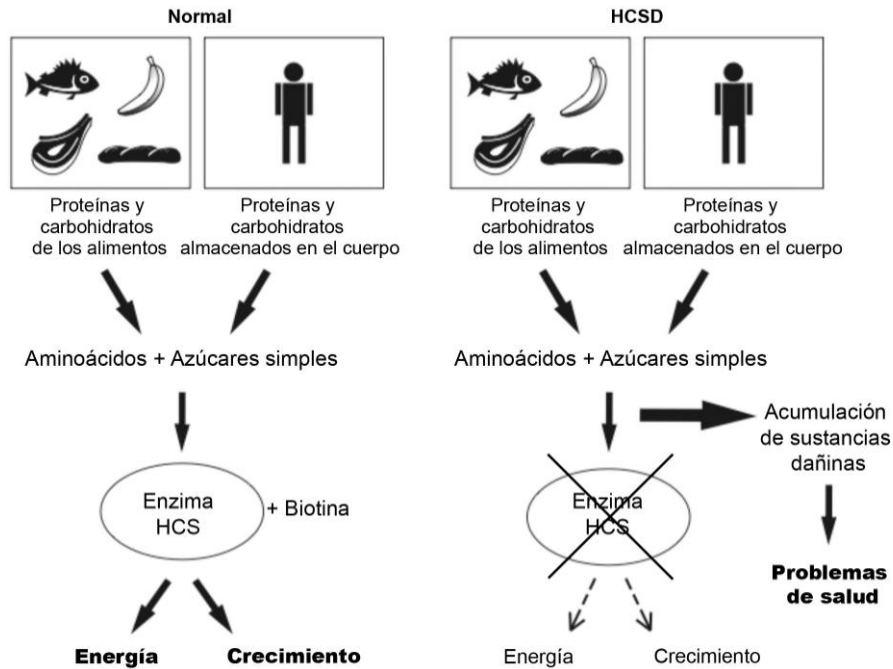 Normal
Proteínas y
carbohidratos
de los alimentos
Proteínas y
carbohidratos
almacenados en el cuerpo
Aminoácidos + Azúcares simples
Enzima
HCS
+ Biotina
Energía
Crecimiento
HCSD
Proteínas y
carbohidratos
de los alimentos
Proteínas y
carbohidratos
almacenados en el cuerpo
Aminoácidos + Azúcares simples
Acumulación
de sustancias
dañinas
Enzima
HCS
Problemas
de salud
Energía
Crecimiento